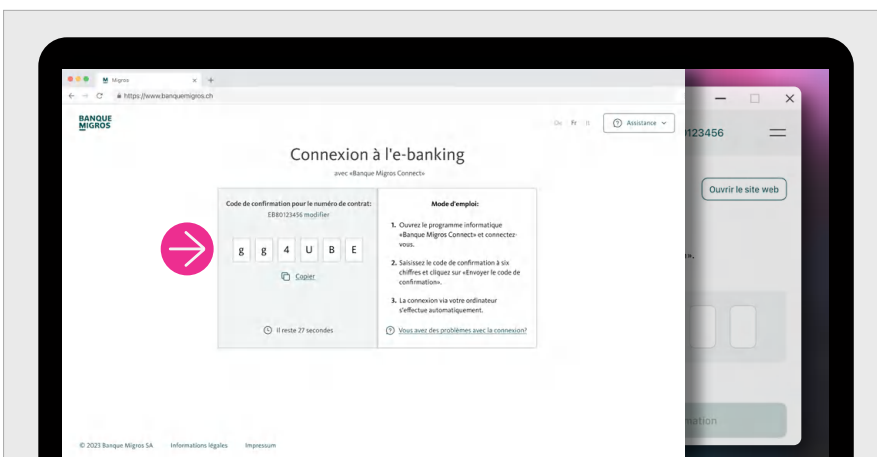 Migros
https://www.banquemigros.ch
BANQUE
MIGROS
De Fr It
Assistance
Connexion à l'e-banking
avec «Banque Migros Connect»
Code de confirmation pour le numéro de contrat:
EBB0123456 modifier
g g 4 U B E
Copier
Il reste 27 secondes
Mode d'emploi:
1. Ouvrez le programme informatique
«Banque Migros Connect» et connectez-
vous.
2. Saisissez le code de confirmation à six
chiffres et cliquez sur «Envoyer le code de
confirmation».
3. La connexion via votre ordinateur
s'effectue automatiquement.
Vous avez des problèmes avec la connexion?
© 2023 Banque Migros SA Informations légales Impressum
0123456
Ouvrir le site web